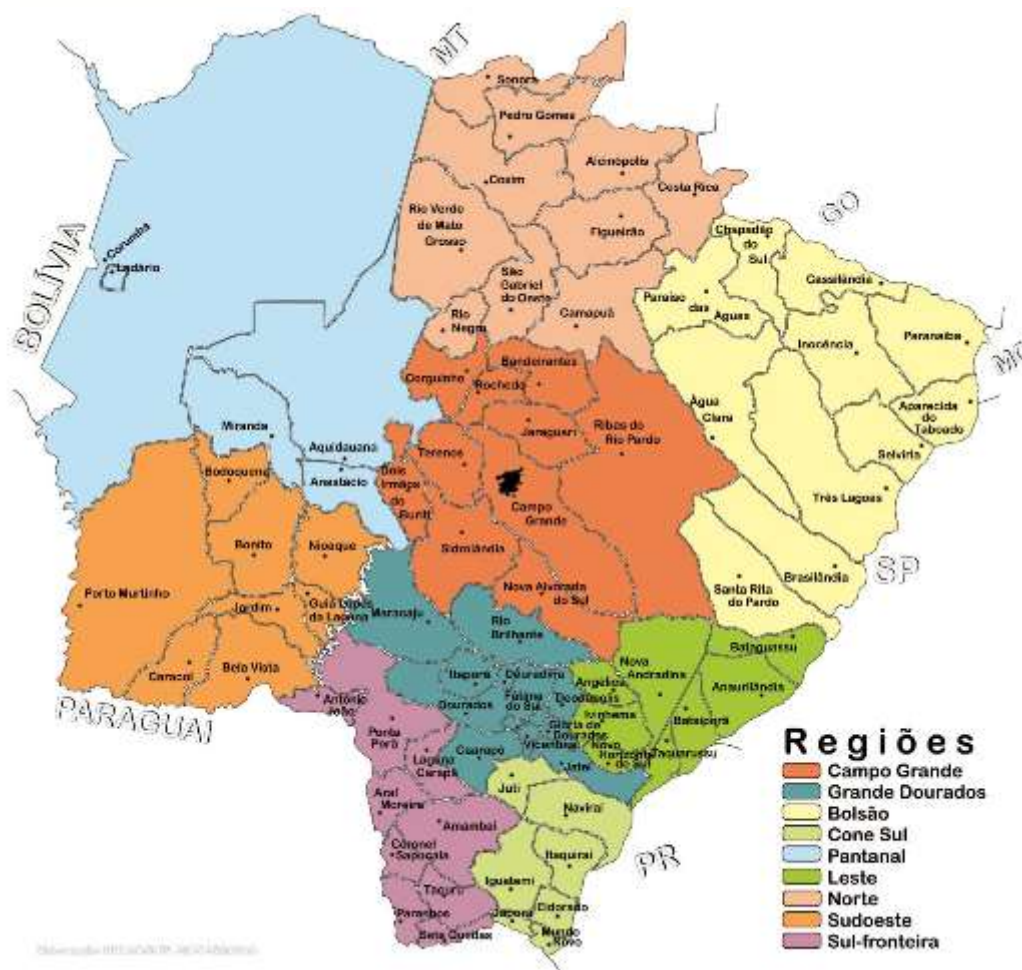 MT
Sonora
Pedro Gomes
Alcinópolis
Coxim
Costa Rica
Rio Verde
de Mato
Grosso
Figueirão
GO
Chapadão
do
Sul
BOLÍVIA
Corumbá
Ladário
São
Gabriel
do Oeste
Cassilândia
Paraíso
das
Águas
Camapuã
Rio
Negro
Paranaíba
Inocência
MG
Bandeirantes
Corguinho
Rochedo
Água
Clara
Aparecida
do
Taboado
Jaraguari
Ribas do
Rio Pardo
Miranda
Aquidauana
Selvíria
Terenos
Bodoquena
Anastácio
Dois
Irmãos
do
Buriti
Três Lagoas
Campo
Grande
Bonito
Nioaque
Sidrolândia
SP
Brasilândia
Santa Rita
do Pardo
Porto Murtinho
Nova Alvorada
do Sul
Guia Lopes
da Laguna
Jardim
Maracaju
Rio
Brilhante
Bataguassu
Nova
Andradina
Caracol
Bela Vista
Itaporã
Douradina
Angélica
Anaurilândia
PARAGUAI
Antônio
João
Fátima
do Sul
Deodápolis
Dourados
Ivinhema
Batayporã
Glória de
Dourados
Ponta
Porã
Vicentina
Caarapó
Novo
Horizonte
do Sul
Taquarussu
Laguna
Carapã
Jateí
Juti
Aral
Moreira
Naviraí
Amambai
Coronel
Sapucaia
Itaquiraí
PR
Iguatemi
Tacuru
Eldorado
Paranhos
Japorã
Mundo
Novo
Sete Quedas
Regiões
Campo Grande
Grande Dourados
Bolsão
Cone Sul
Pantanal
Leste
Norte
Sudoeste
Sul-fronteira